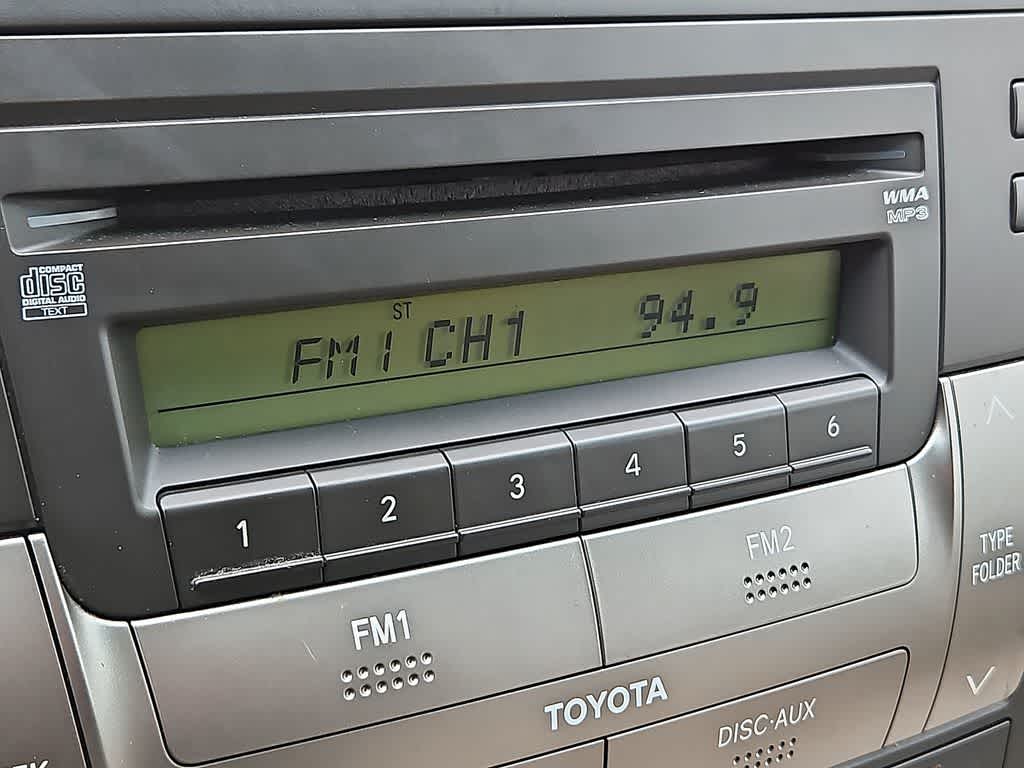 WMA
MP3
COMPACT
disc
DIGITAL AUDIO
TEXT
ST
FM1 CH1 94.9
1 2 3 4 5 6
FM1
FM2
TYPE
FOLDER
TOYOTA
DISC·AUX